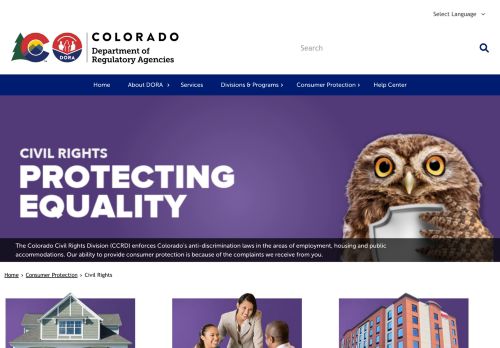 Select Language
COLORADO
Department of
Regulatory Agencies
DORA
Search
Home About DORA Services Divisions & Programs Consumer Protection Help Center
CIVIL RIGHTS
PROTECTING
EQUALITY
The Colorado Civil Rights Division (CCRD) enforces Colorado's anti-discrimination laws in the areas of employment, housing and public
accommodations. Our ability to provide consumer protection is because of the complaints we receive from you.
Home > Consumer Protection > Civil Rights